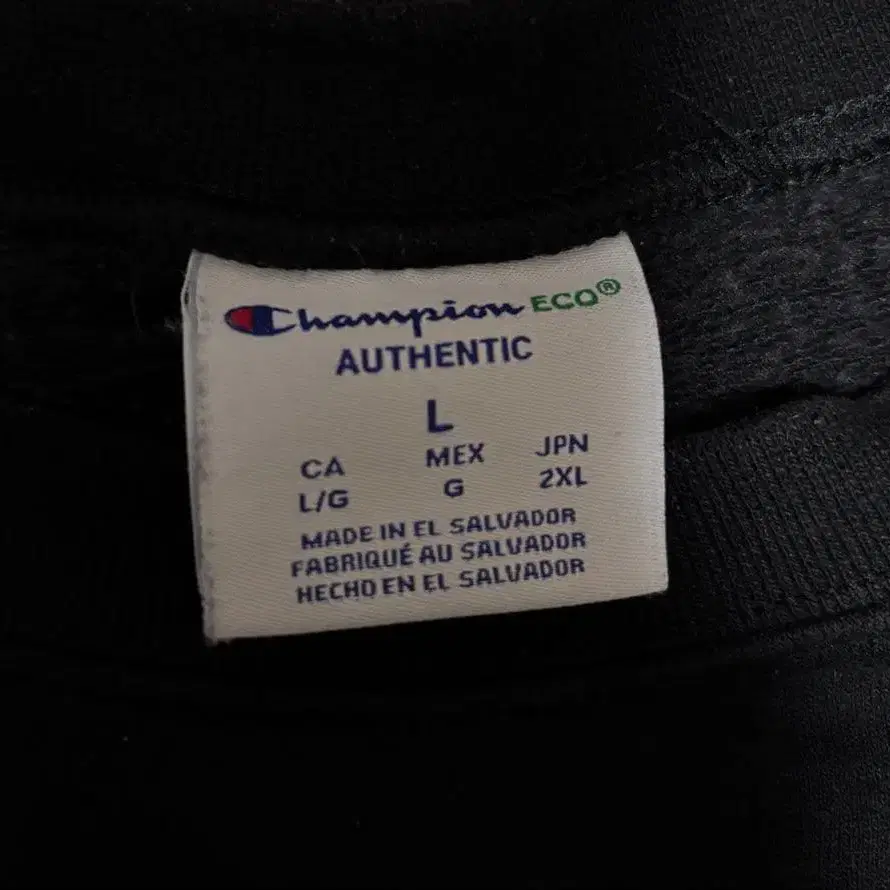 Champion ECO®
AUTHENTIC
L
CA MEX JPN
L/G G 2XL
MADE IN EL SALVADOR
FABRIQUÉ AU SALVADOR
HECHO EN EL SALVADOR